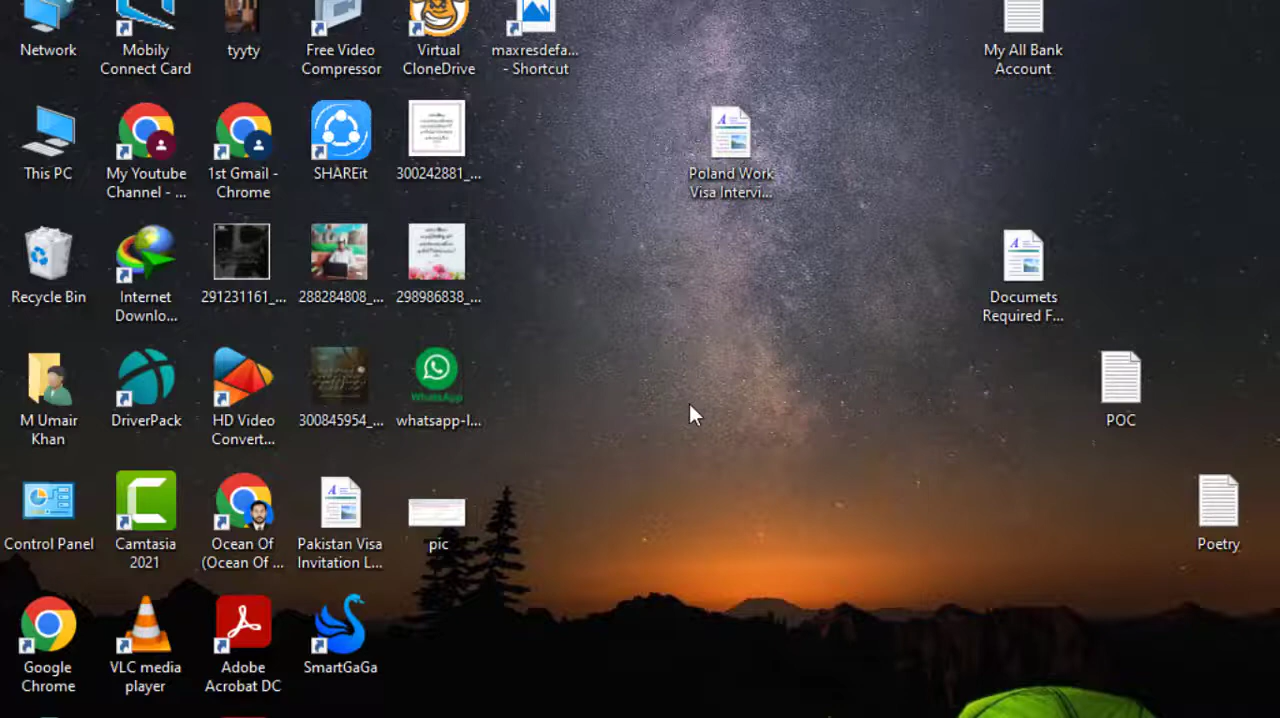 Network
Mobily
Connect Card
tyyty
Free Video
Compressor
Virtual
CloneDrive
maxresdefa...
- Shortcut
My All Bank
Account
This PC
My Youtube
Channel - ...
1st Gmail -
Chrome
SHAREit
300242881_...
Poland Work
Visa Intervi...
Recycle Bin
Internet
Downlo...
291231161_...
288284808_...
298986838_...
Documets
Required F...
M Umair
Khan
DriverPack
HD Video
Convert...
300845954_...
WhatsApp
whatsapp-l...
POC
Control Panel
Camtasia
2021
Ocean Of
(Ocean Of ...
Pakistan Visa
Invitation L...
pic
Poetry
Google
Chrome
VLC media
player
Adobe
Acrobat DC
SmartGaGa